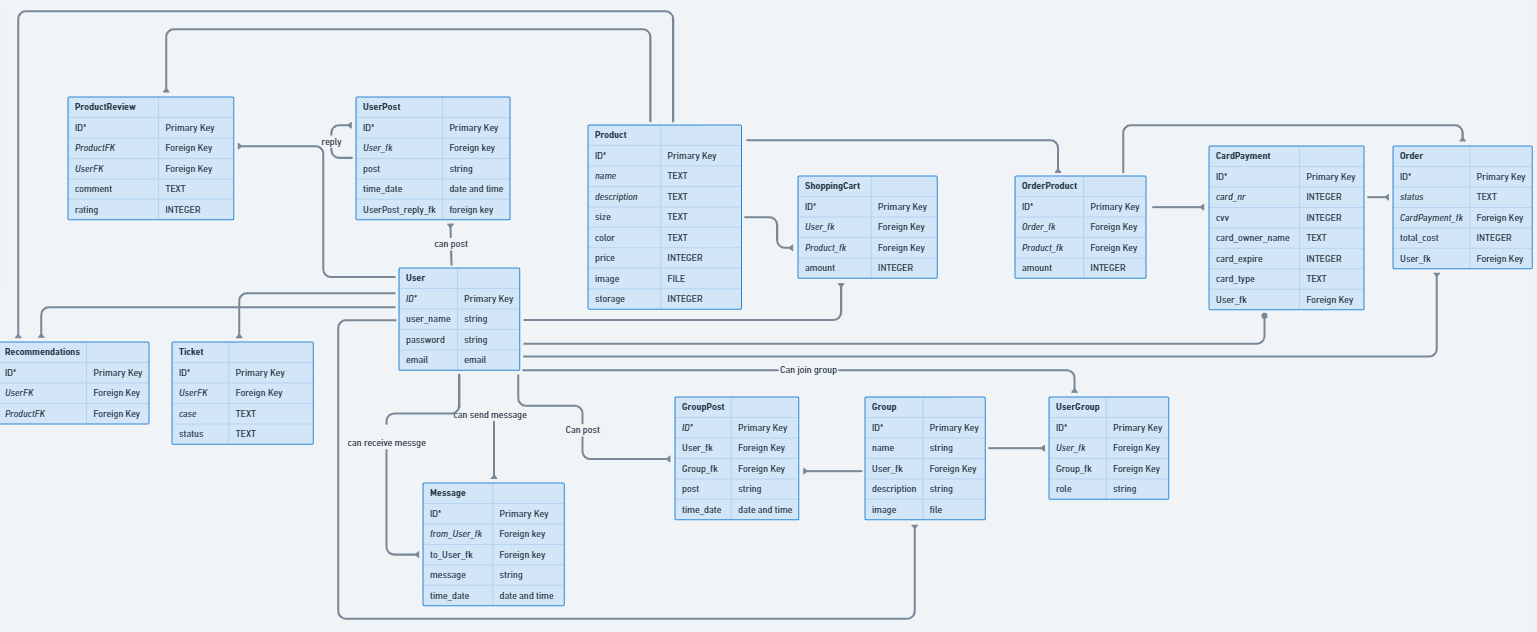 ProductReview
ID* Primary Key
ProductFK Foreign Key
UserFK Foreign Key
comment TEXT
rating INTEGER
reply
UserPost
ID* Primary Key
User_fk Foreign key
post string
time_date date and time
UserPost_reply_fk foreign key
can post
Product
ID* Primary Key
name TEXT
description TEXT
size TEXT
color TEXT
price INTEGER
image FILE
storage INTEGER
ShoppingCart
ID* Primary Key
User_fk Foreign Key
Product_fk Foreign Key
amount INTEGER
OrderProduct
ID* Primary Key
Order_fk Foreign Key
Product_fk Foreign Key
amount INTEGER
CardPayment
ID* Primary Key
card_nr INTEGER
cvv INTEGER
card_owner_name TEXT
card_expire INTEGER
card_type TEXT
User_fk Foreign Key
Order
ID* Primary Key
status TEXT
CardPayment_fk Foreign Key
total_cost INTEGER
User_fk Foreign Key
User
ID* Primary Key
user_name string
password string
email email
Recommendations
ID* Primary Key
UserFK Foreign Key
ProductFK Foreign Key
Ticket
ID* Primary Key
UserFK Foreign Key
case TEXT
status TEXT
Can join group
can send message
can receive messge
Can post
GroupPost
ID* Primary Key
User_fk Foreign Key
Group_fk Foreign Key
post string
time_date date and time
Group
ID* Primary Key
name string
User_fk Foreign Key
description string
image file
UserGroup
ID* Primary Key
User_fk Foreign Key
Group_fk Foreign Key
role string
Message
ID* Primary Key
from_User_fk Foreign key
to_User_fk Foreign key
message string
time_date date and time